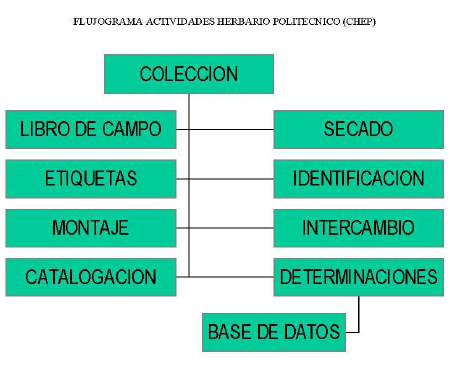 FLUJOGRAMA ACTIVIDADES HERBARIO POLITECNICO (CHEP)
COLECCION
LIBRO DE CAMPO
SECADO
ETIQUETAS
IDENTIFICACION
MONTAJE
INTERCAMBIO
CATALOGACION
DETERMINACIONES
BASE DE DATOS